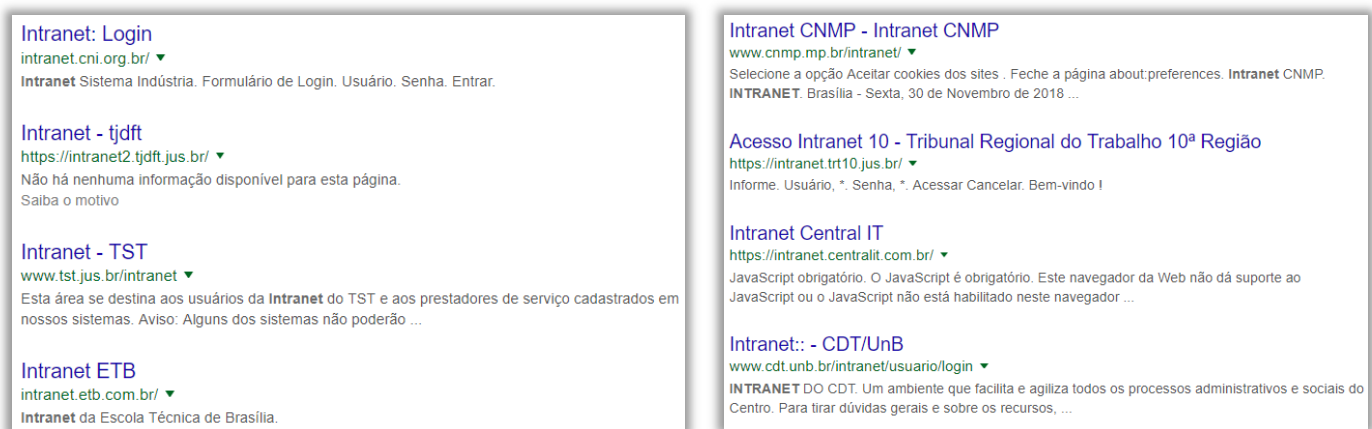 Intranet: Login
intranet.cni.org.br/ ▼
Intranet Sistema Indústria. Formulário de Login. Usuário. Senha. Entrar.
Intranet - tjdft
https://intranet2.tjdft.jus.br/ ▼
Não há nenhuma informação disponível para esta página.
Saiba o motivo
Intranet - TST
www.tst.jus.br/intranet ▼
Esta área se destina aos usuários da Intranet do TST e aos prestadores de serviço cadastrados em
nossos sistemas. Aviso: Alguns dos sistemas não poderão ...
Intranet ETB
intranet.etb.com.br/ ▼
Intranet da Escola Técnica de Brasília.
Intranet CNMP - Intranet CNMP
www.cnmp.mp.br/intranet/ ▼
Selecione a opção Aceitar cookies dos sites . Feche a página about:preferences. Intranet CNMP.
INTRANET. Brasília - Sexta, 30 de Novembro de 2018 ...
Acesso Intranet 10 - Tribunal Regional do Trabalho 10ª Região
https://intranet.trt10.jus.br/ ▼
Informe. Usuário, *. Senha, *. Acessar Cancelar. Bem-vindo !
Intranet Central IT
https://intranet.centralit.com.br/ ▼
JavaScript obrigatório. O JavaScript é obrigatório. Este navegador da Web não dá suporte ao
JavaScript ou o JavaScript não está habilitado neste navegador ...
Intranet:: - CDT/UnB
www.cdt.unb.br/intranet/usuario/login ▼
INTRANET DO CDT. Um ambiente que facilita e agiliza todos os processos administrativos e sociais do
Centro. Para tirar dúvidas gerais e sobre os recursos, ...